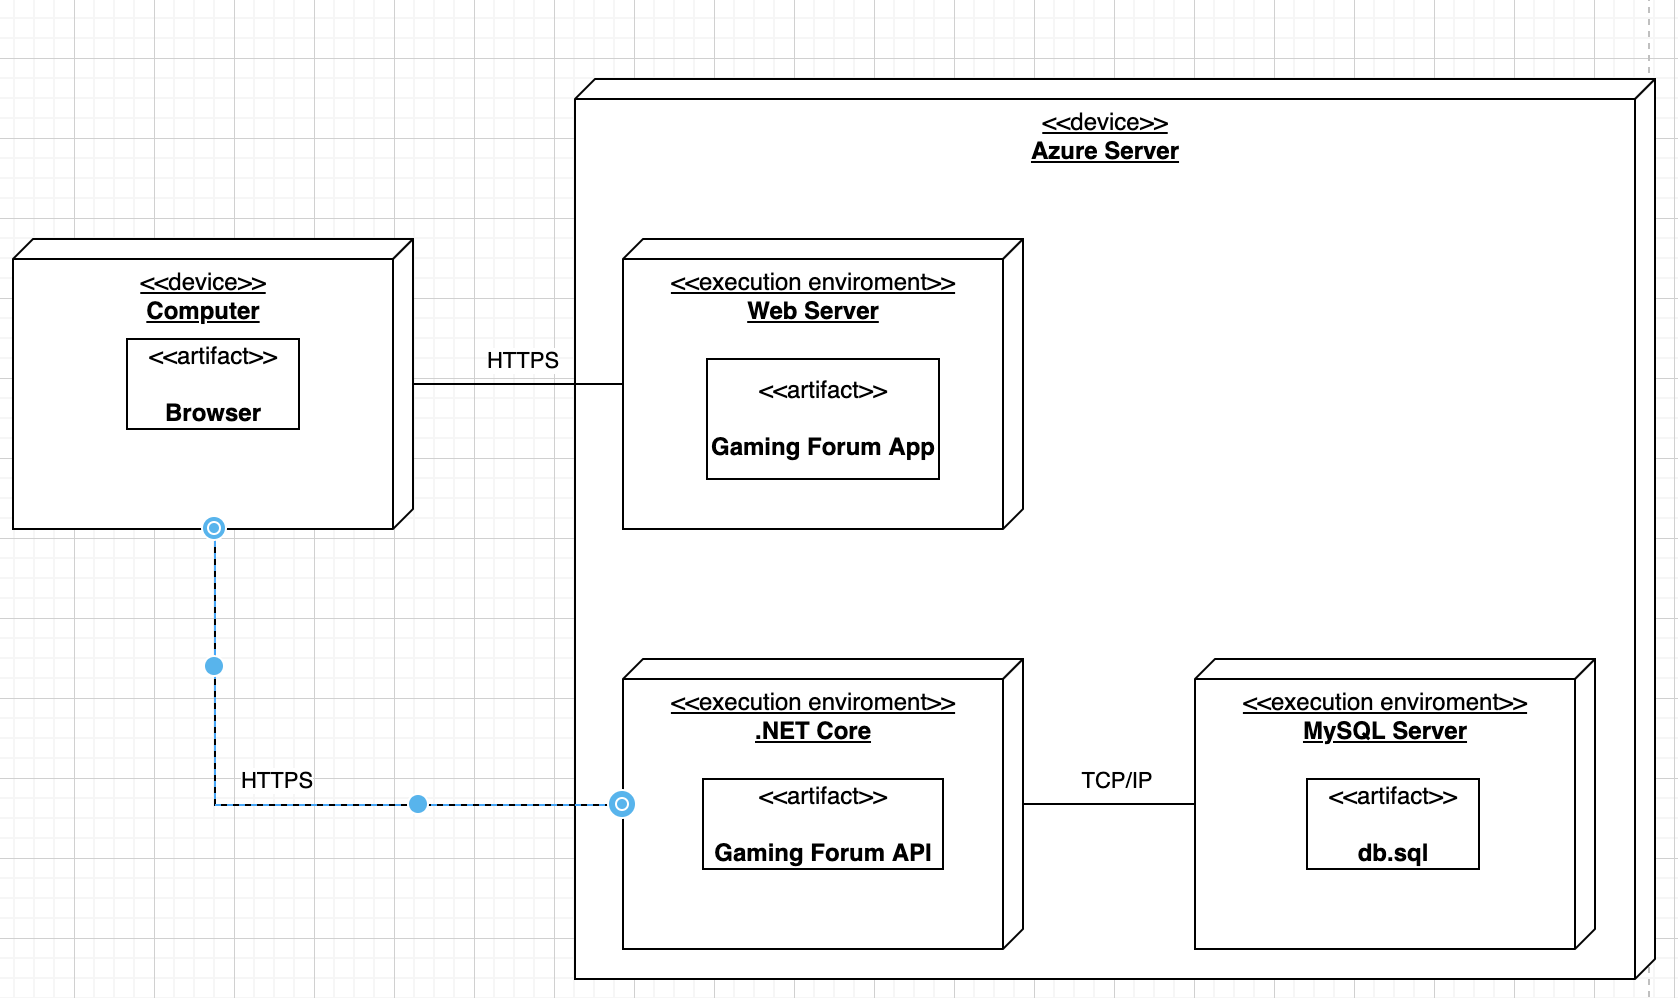 <<device>>
Azure Server
<<device>>
Computer
<<artifact>>
Browser
HTTPS
<<execution enviroment>>
Web Server
<<artifact>>
Gaming Forum App
HTTPS
<<execution enviroment>>
.NET Core
<<artifact>>
Gaming Forum API
TCP/IP
<<execution enviroment>>
MySQL Server
<<artifact>>
db.sql